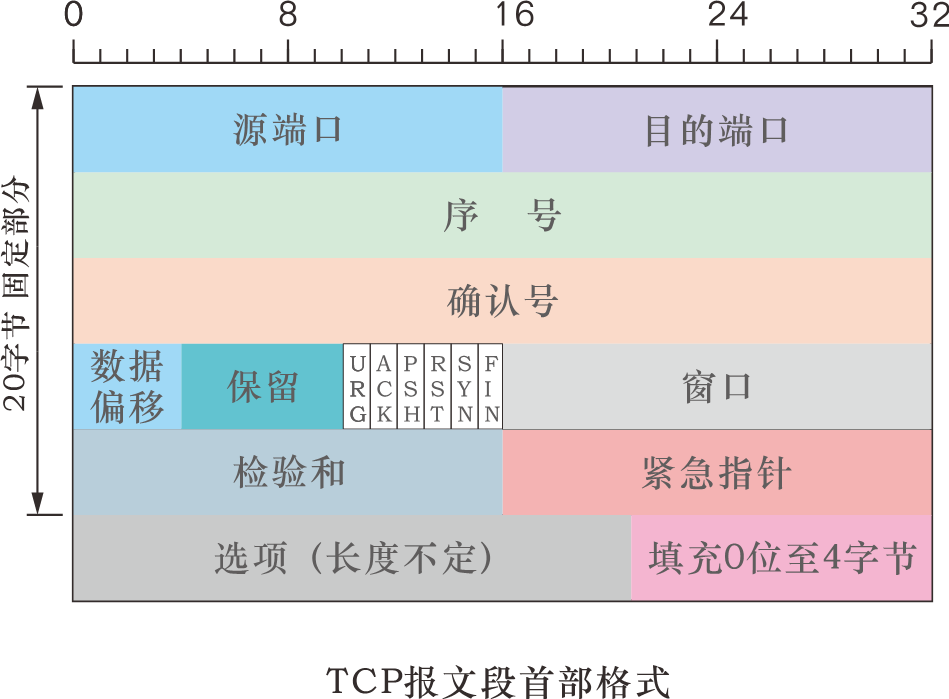 0 8 16 24 32
源端口 目的端口
序 号
确认号
数据
偏移
保留
URG
ACK
PSH
RST
SYN
FIN
窗口
检验和 紧急指针
选项（长度不定） 填充0位至4字节
20字节 固定部分
TCP报文段首部格式